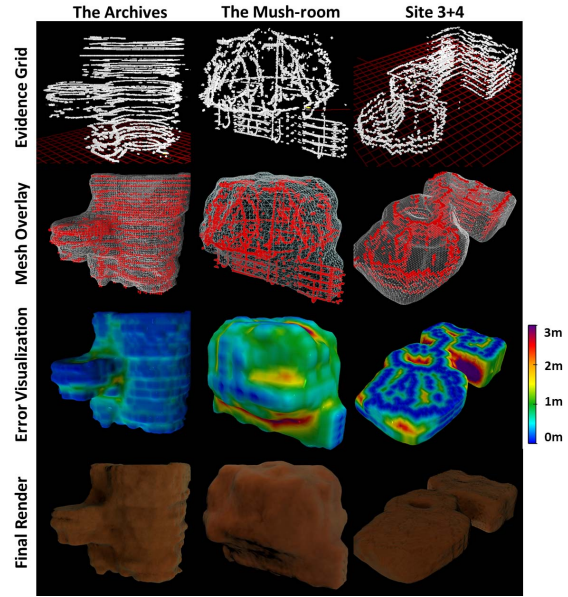 The Archives
The Mush-room
Site 3+4
Evidence Grid
Mesh Overlay
Error Visualization
3m
2m
1m
0m
Final Render